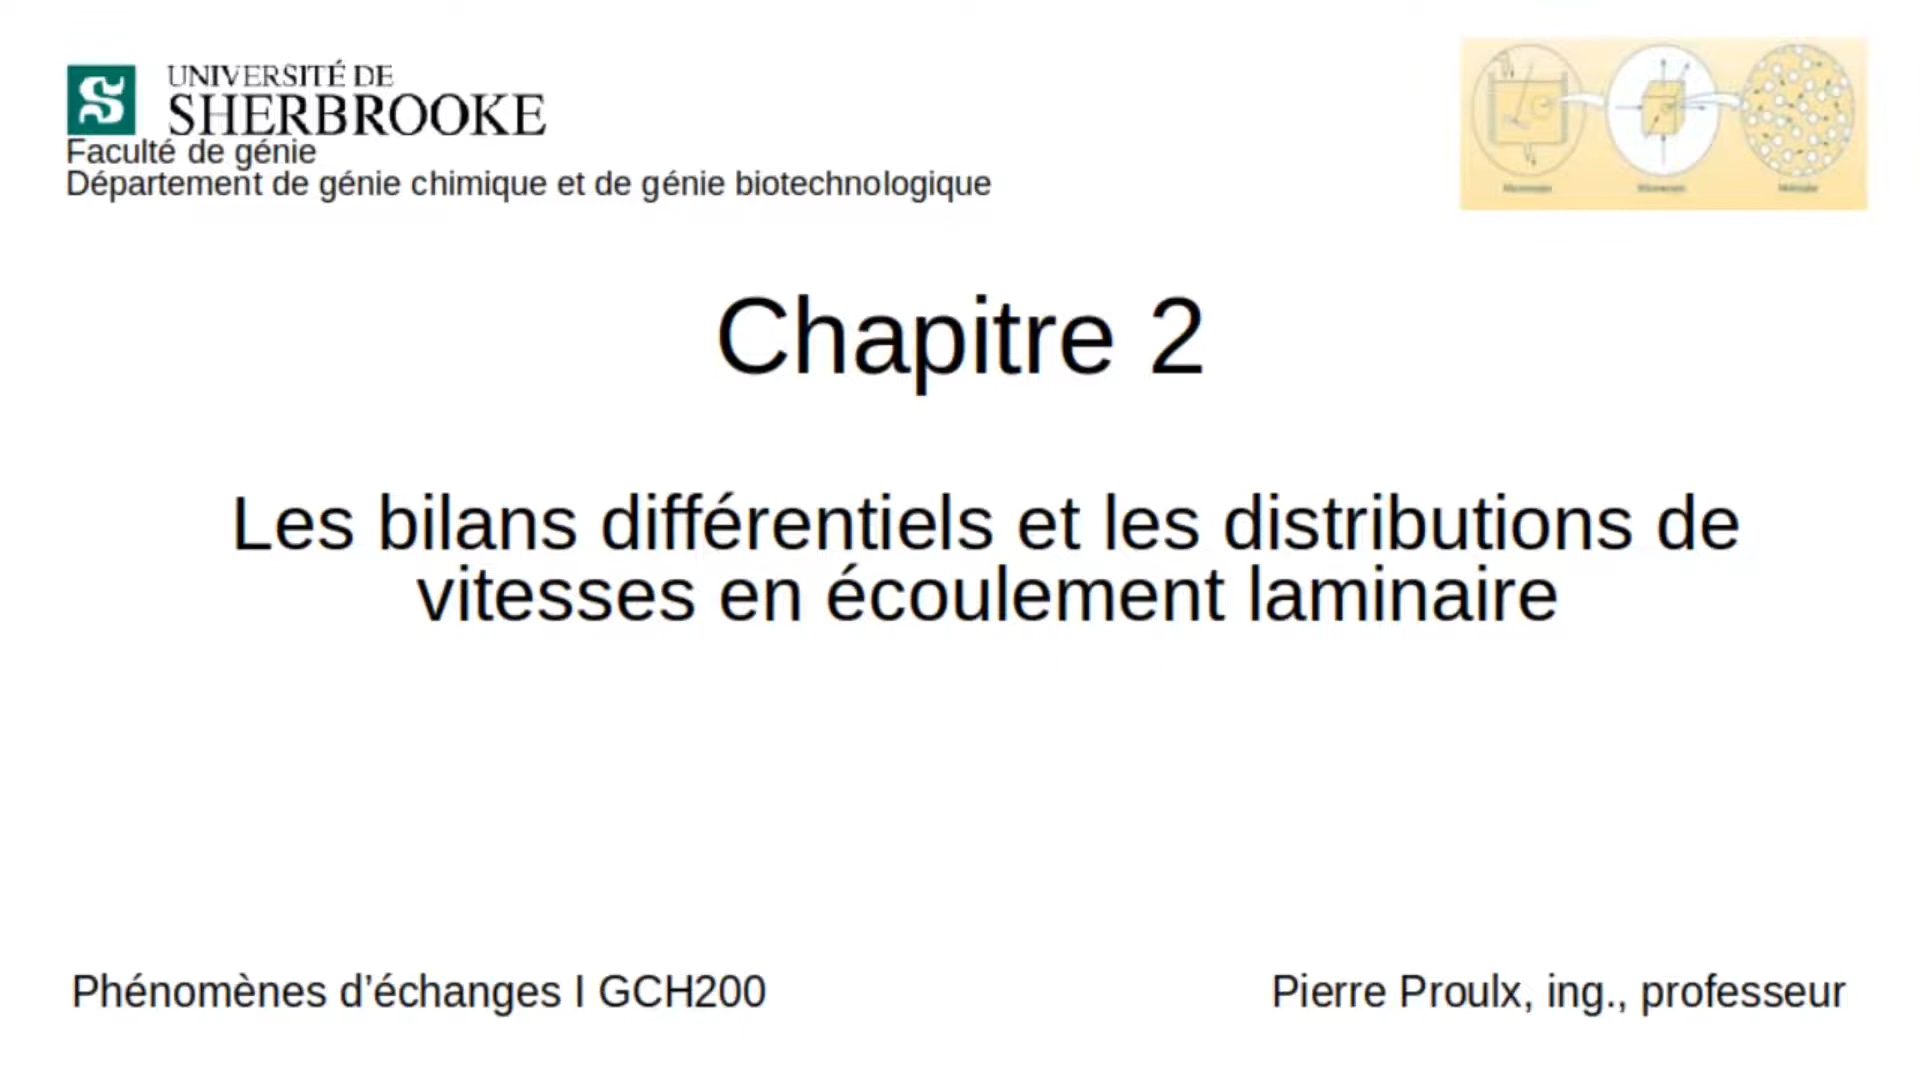 UNIVERSITÉ DE
SHERBROOKE
Faculté de génie
Département de génie chimique et de génie biotechnologique
Chapitre 2
Les bilans différentiels et les distributions de
vitesses en écoulement laminaire
Phénomènes d’échanges I GCH200
Pierre Proulx, ing., professeur